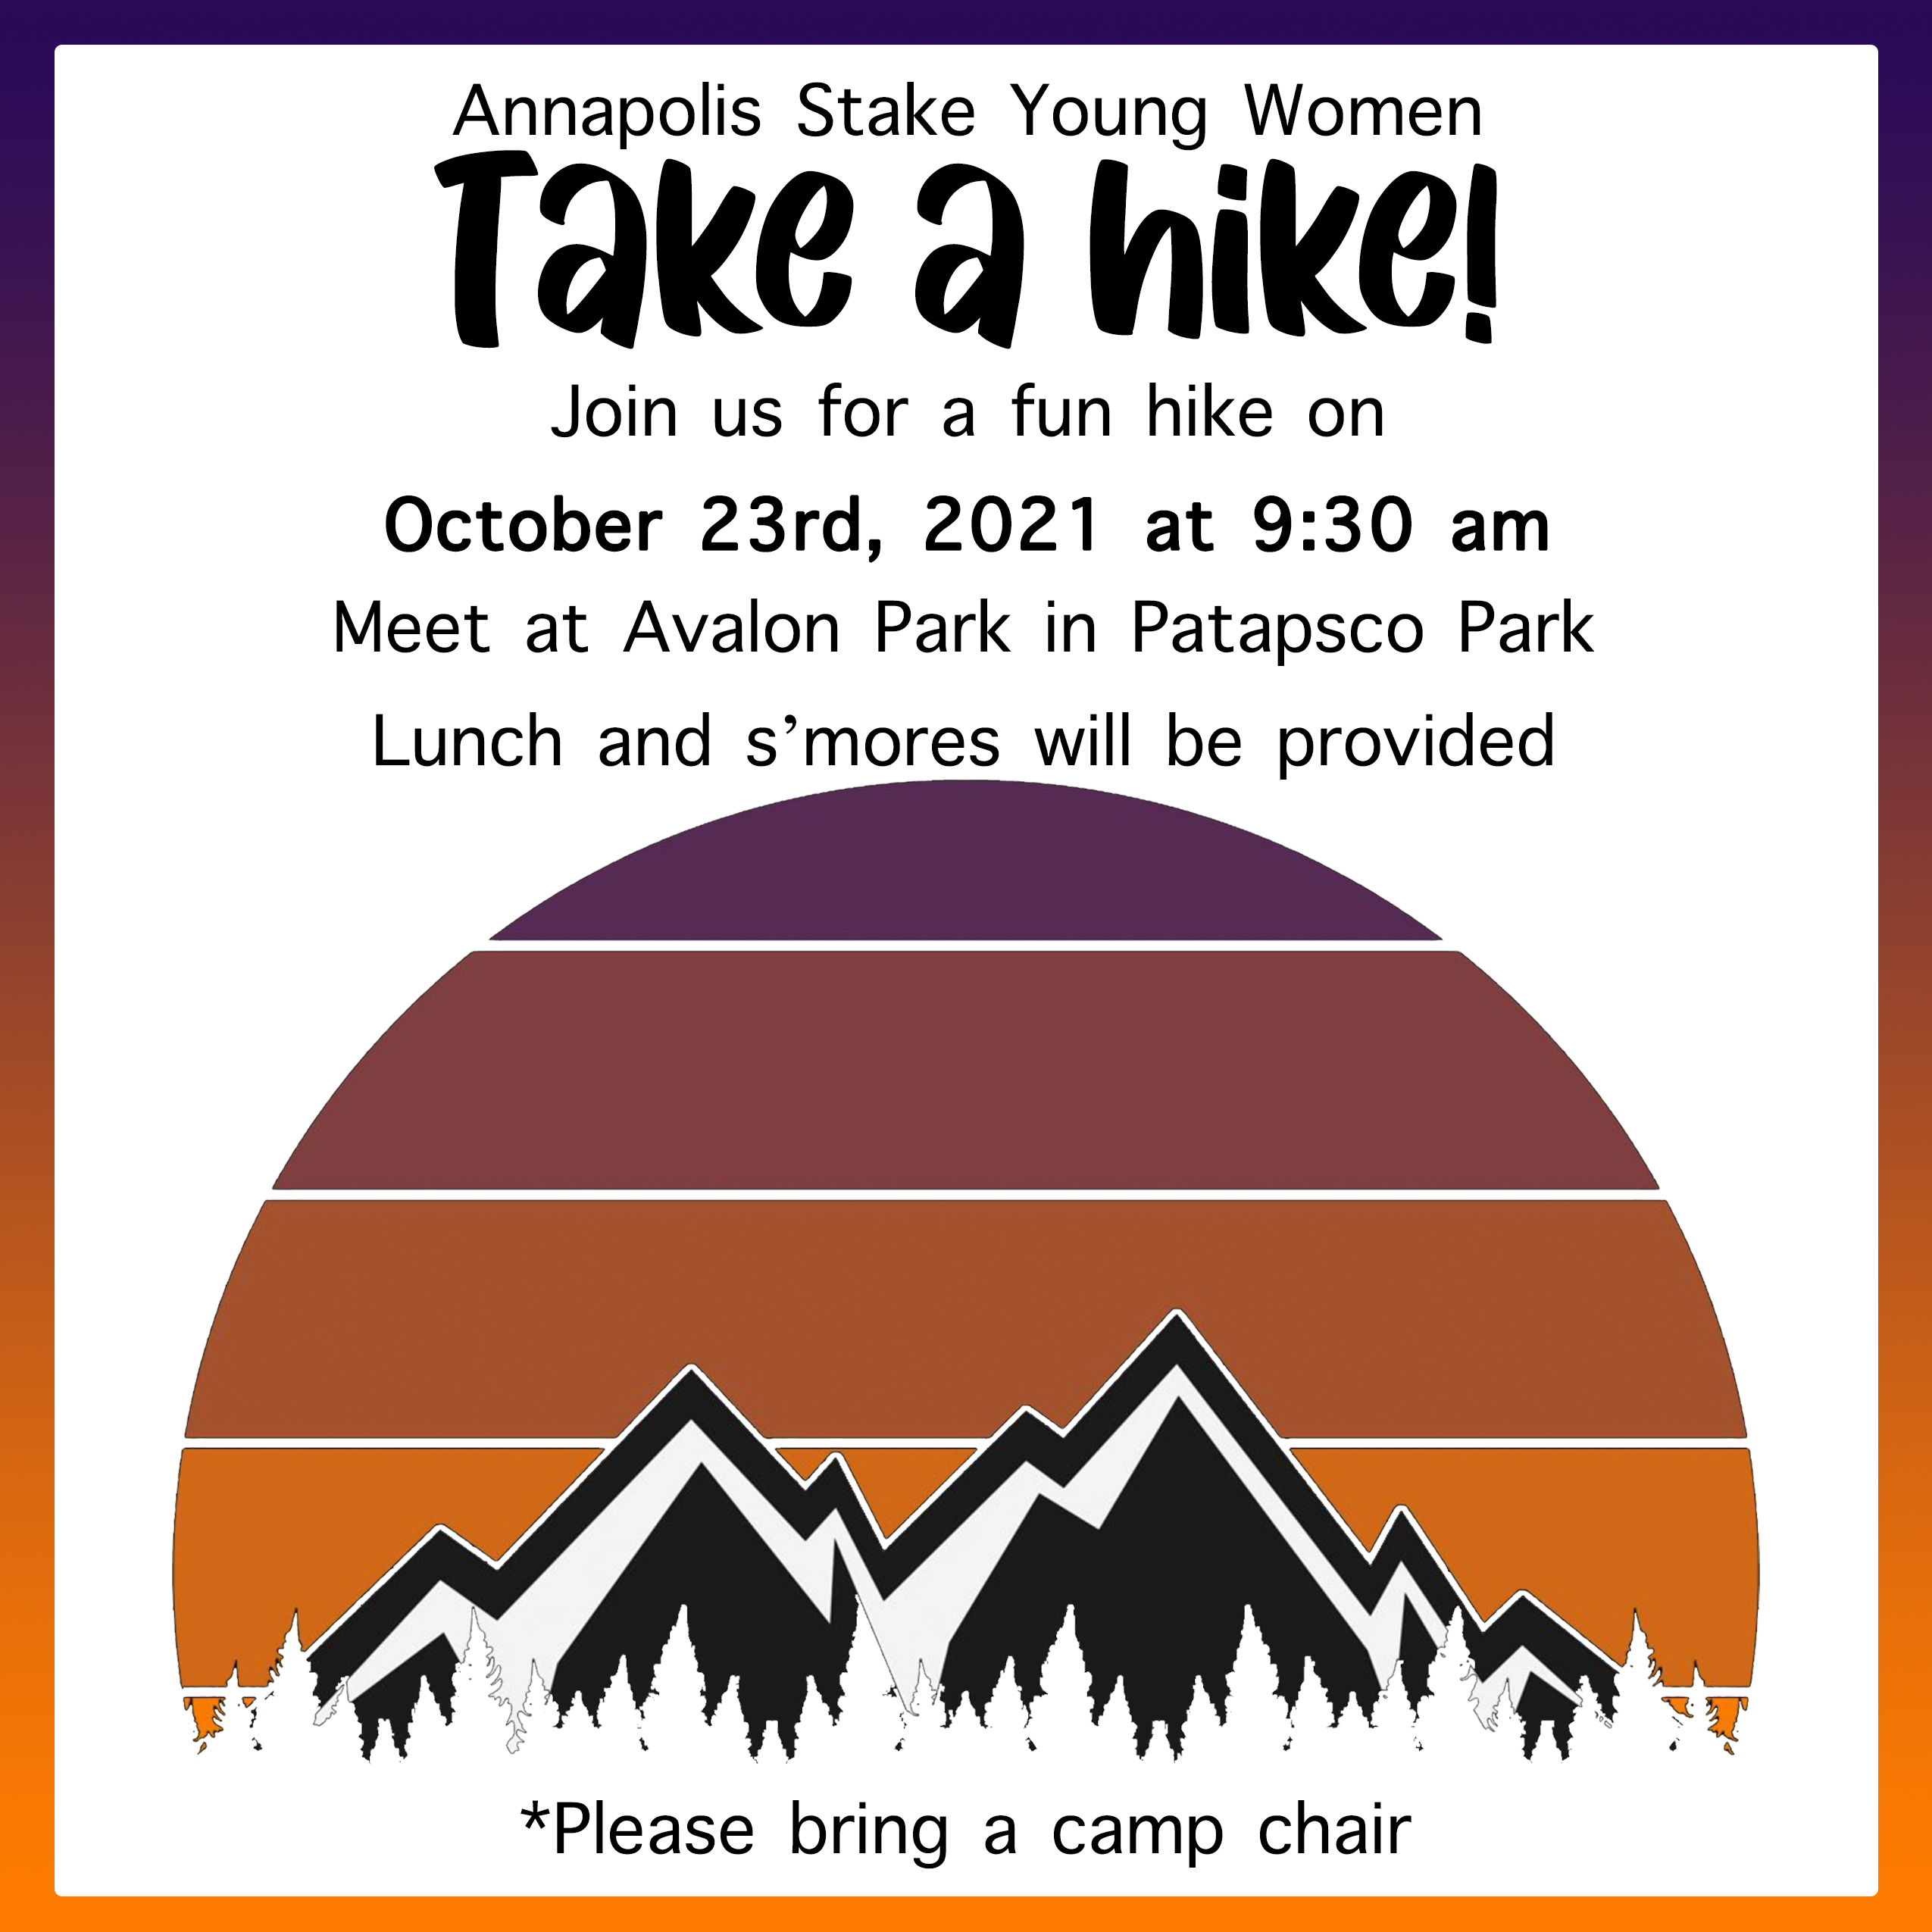 Annapolis Stake Young Women
Take a hike!
Join us for a fun hike on
October 23rd, 2021 at 9:30 am
Meet at Avalon Park in Patapsco Park
Lunch and s’mores will be provided
*Please bring a camp chair